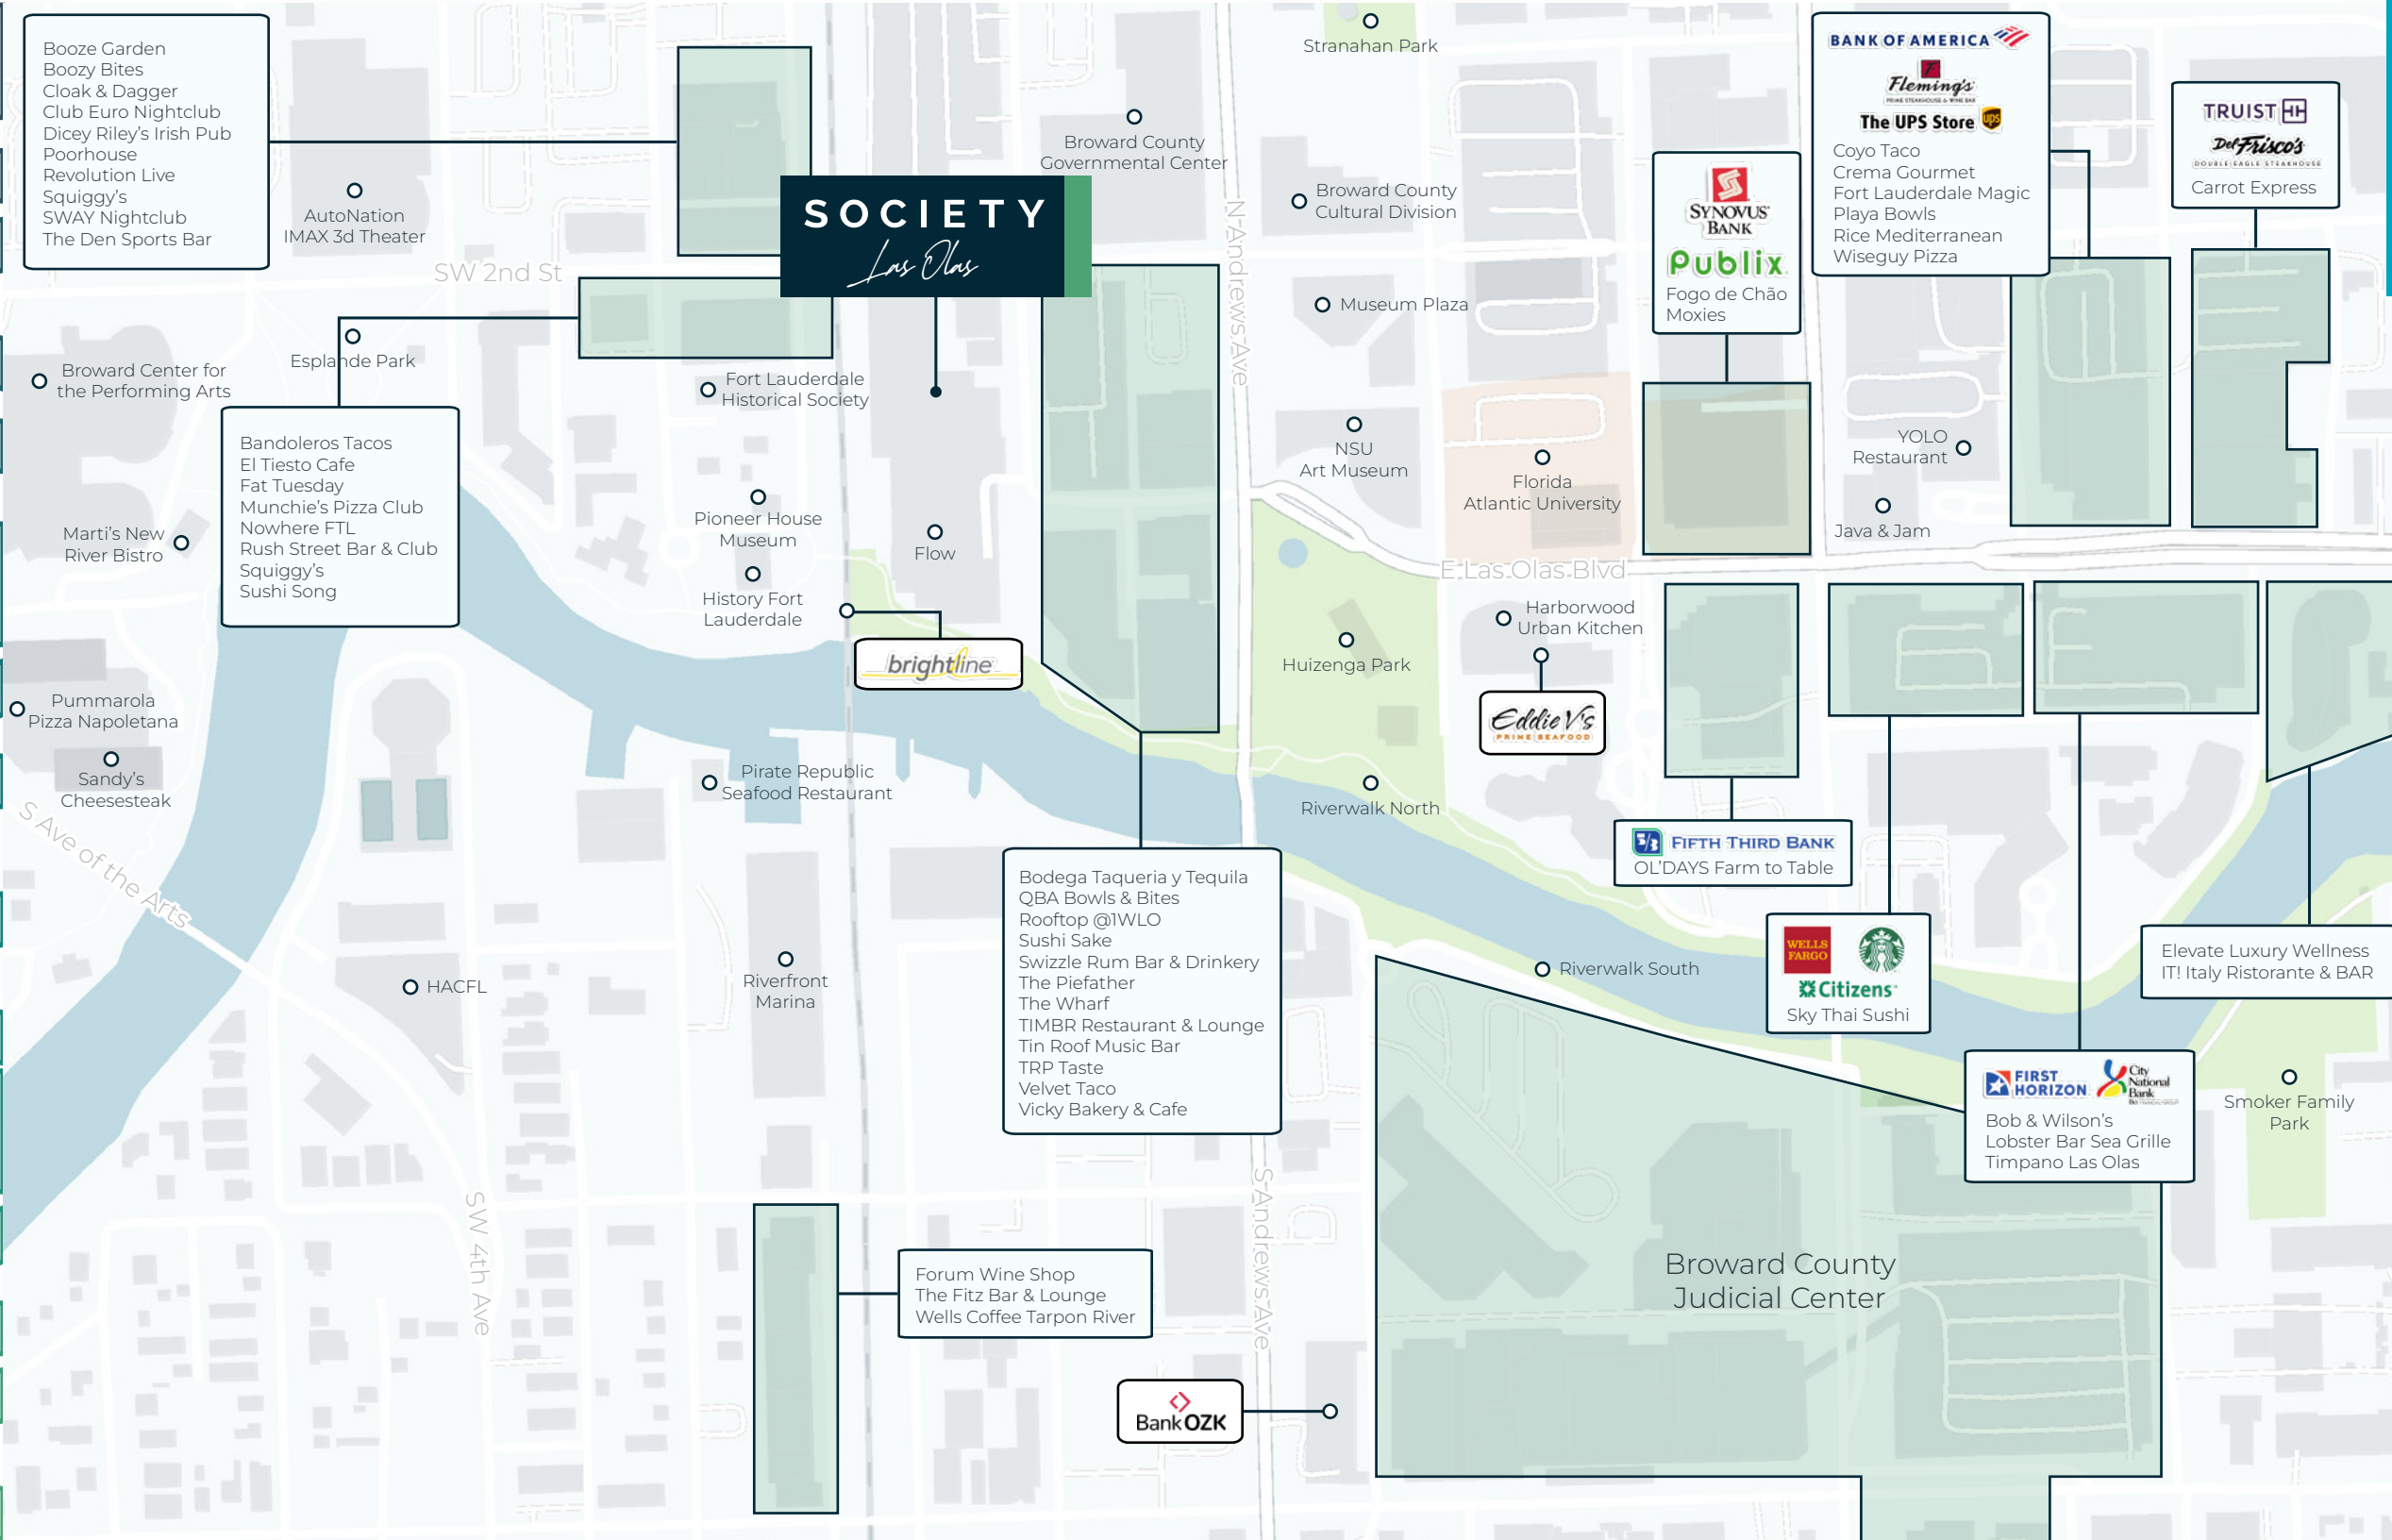 Booze Garden
Boozy Bites
Cloak & Dagger
Club Euro Nightclub
Dicey Riley's Irish Pub
Poorhouse
Revolution Live
Squiggy's
SWAY Nightclub
The Den Sports Bar
AutoNation
IMAX 3d Theater
SW 2nd St
SOCIETY
Las Olas
Stranahan Park
Broward County
Governmental Center
Broward County
Cultural Division
N Andrews Ave
Museum Plaza
SYNOVUS
BANK
Publix
Fogo de Chão
Moxies
BANK OF AMERICA
Fleming's
PRIME STEAKHOUSE & WINE BAR
The UPS Store
ups
Coyo Taco
Crema Gourmet
Fort Lauderdale Magic
Playa Bowls
Rice Mediterranean
Wiseguy Pizza
TRUIST
Del Frisco's
DOUBLE EAGLE STEAKHOUSE
Carrot Express
Esplande Park
Broward Center for
the Performing Arts
Fort Lauderdale
Historical Society
Bandoleros Tacos
El Tiesto Cafe
Fat Tuesday
Munchie's Pizza Club
Nowhere FTL
Rush Street Bar & Club
Squiggy's
Sushi Song
Marti's New
River Bistro
Pioneer House
Museum
History Fort
Lauderdale
Flow
brightline
NSU
Art Museum
Florida
Atlantic University
YOLO
Restaurant
Java & Jam
E Las Olas Blvd
Huizenga Park
Harborwood
Urban Kitchen
Eddie V's
PRIME SEAFOOD
Pummarola
Pizza Napoletana
Sandy's
Cheesesteak
S Ave of the Arts
Pirate Republic
Seafood Restaurant
Riverwalk North
FIFTH THIRD BANK
OL'DAYS Farm to Table
Bodega Taqueria y Tequila
QBA Bowls & Bites
Rooftop @1WLO
Sushi Sake
Swizzle Rum Bar & Drinkery
The Piefather
The Wharf
TIMBR Restaurant & Lounge
Tin Roof Music Bar
TRP Taste
Velvet Taco
Vicky Bakery & Cafe
HACFL
Riverfront
Marina
Riverwalk South
WELLS
FARGO
Citizens
Sky Thai Sushi
Elevate Luxury Wellness
IT! Italy Ristorante & BAR
FIRST
HORIZON
City
National
Bank
Bob & Wilson's
Lobster Bar Sea Grille
Timpano Las Olas
Smoker Family
Park
SW 4th Ave
S Andrews Ave
Forum Wine Shop
The Fitz Bar & Lounge
Wells Coffee Tarpon River
Broward County
Judicial Center
Bank OZK